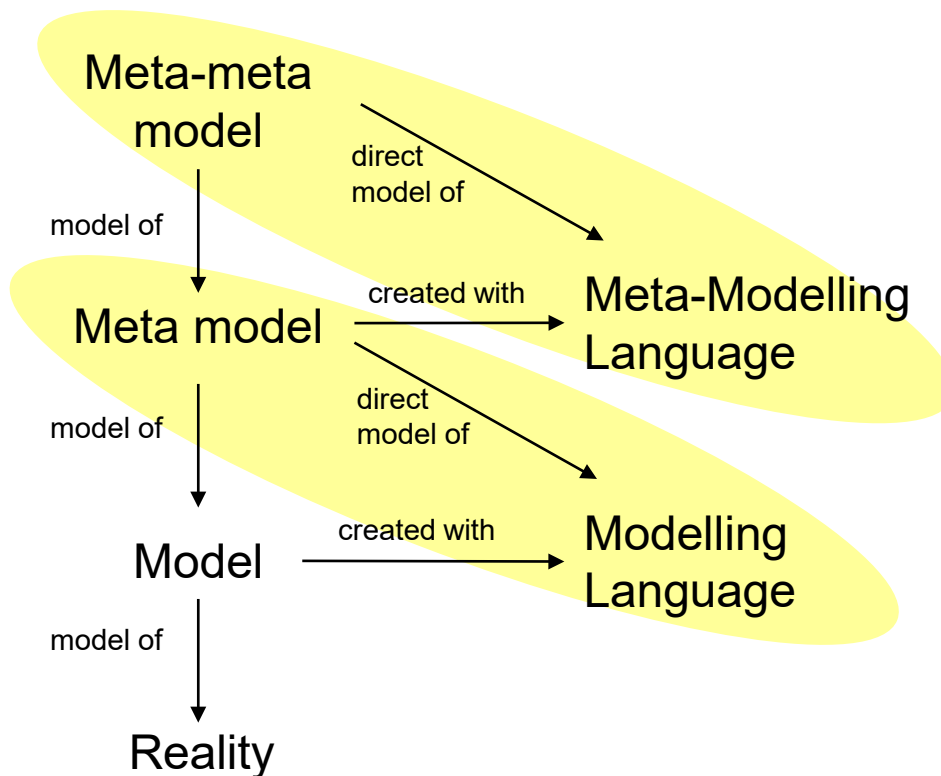 Meta-meta
model
direct
model of
model of
created with
Meta-Modelling
Language
Meta model
direct
model of
model of
created with
Modelling
Language
Model
model of
Reality